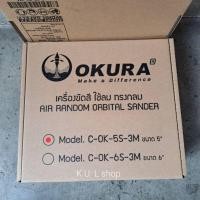 OKURA®
Make a Difference
เครื่องขัดสี ใช้ลม ทรงกลม
AIR RANDOM ORBITAL SANDER
Model. C-OK-5S-3M ขนาด 5"
Model. C-OK-6S-3M ขนาด 6"
K U L shop